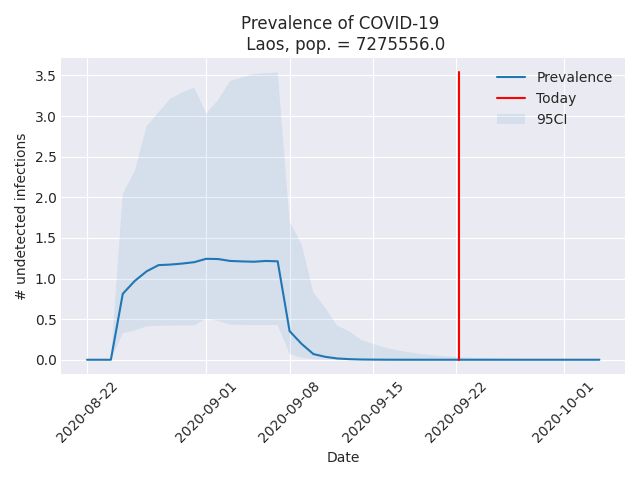 Prevalence of COVID-19
Laos, pop. = 7275556.0
# undetected infections
3.5
3.0
2.5
2.0
1.5
1.0
0.5
0.0
Prevalence
Today
95CI
2020-08-22
2020-09-01
2020-09-08
2020-09-15
2020-09-22
2020-10-01
Date